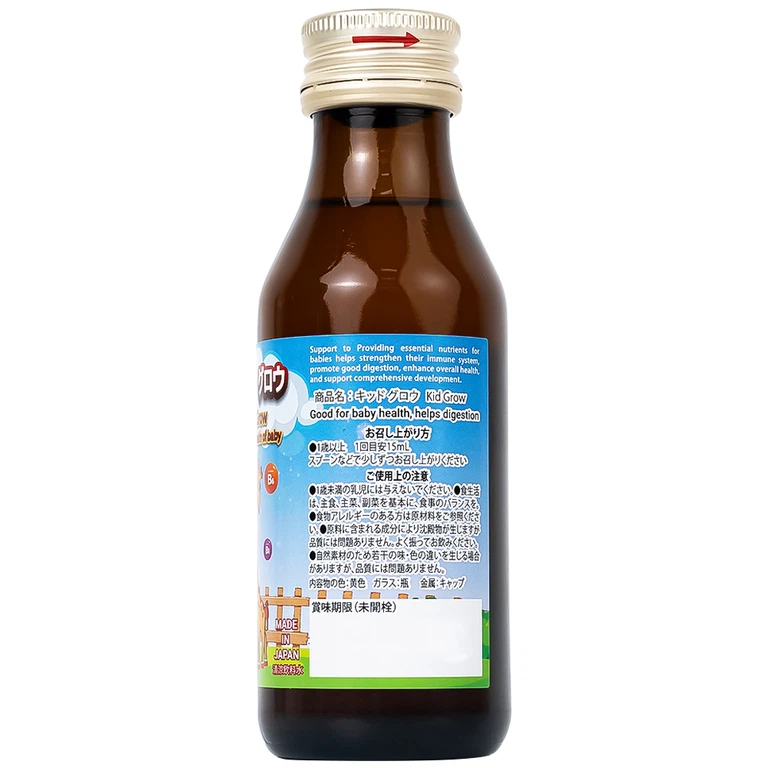 Support to Providing essential nutrients for
babies helps strengthen their immune system,
promote good digestion, enhance overall health,
and support comprehensive development.
商品名:キッドグロウ Kid Grow
Good for baby health, helps digestion
お召し上がり方
●1歳以上 1回目安15mL
スプーンなどで少しずつお召し上がりください
ご使用上の注意
●1歳未満の乳児には与えないでください。●食生活
は、主食、主菜、副菜を基本に、食事のバランスを。
●食物アレルギーのある方は原材料をご参照くださ
い。●原料に含まれる成分により沈殿物が生じますが
品質には問題ありません。よく振ってお飲みください。
●自然素材のため若干の味・色の違いを生じる場合
がありますが、品質には問題ありません。
内容物の色:黄色 ガラス:瓶 金属:キャップ
賞味期限(未開栓)
グロウ
of baby
B6
MADE
IN
JAPAN
清涼飲料水